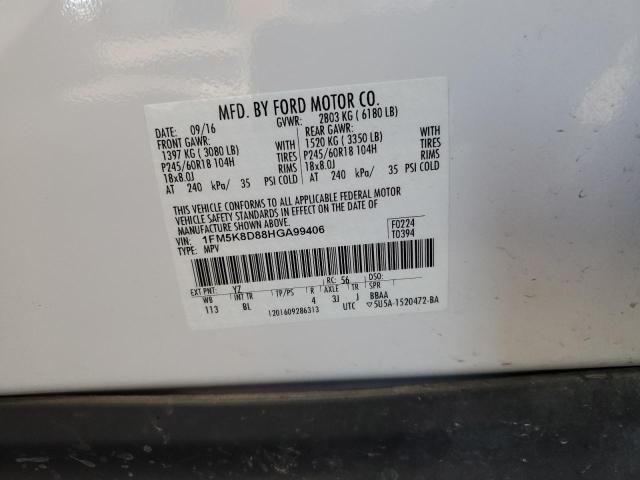 MFD. BY FORD MOTOR CO.
DATE: 09/16 GVWR: 2803 KG ( 6180 LB)
FRONT GAWR: REAR GAWR:
1397 KG ( 3080 LB) WITH 1520 KG ( 3350 LB) WITH
P245/60R18 104H TIRES P245/60R18 104H TIRES
18x8.0J RIMS 18x8.0J RIMS
AT 240 kPa/ 35 PSI COLD AT 240 kPa/ 35 PSI COLD
THIS VEHICLE CONFORMS TO ALL APPLICABLE FEDERAL MOTOR
VEHICLE SAFETY STANDARDS IN EFFECT ON THE DATE OF
MANUFACTURE SHOWN ABOVE.
VIN: 1FM5K8D88HGA99406 F0224
TYPE: MPV T0394
EXT PNT: YZ RC: 56 DSO:
WB INT TR TP/PS R AXLE TR SPR
113 BL 4 3J J BBAA
1201609286313 UTC 5U5A-1520472-BA